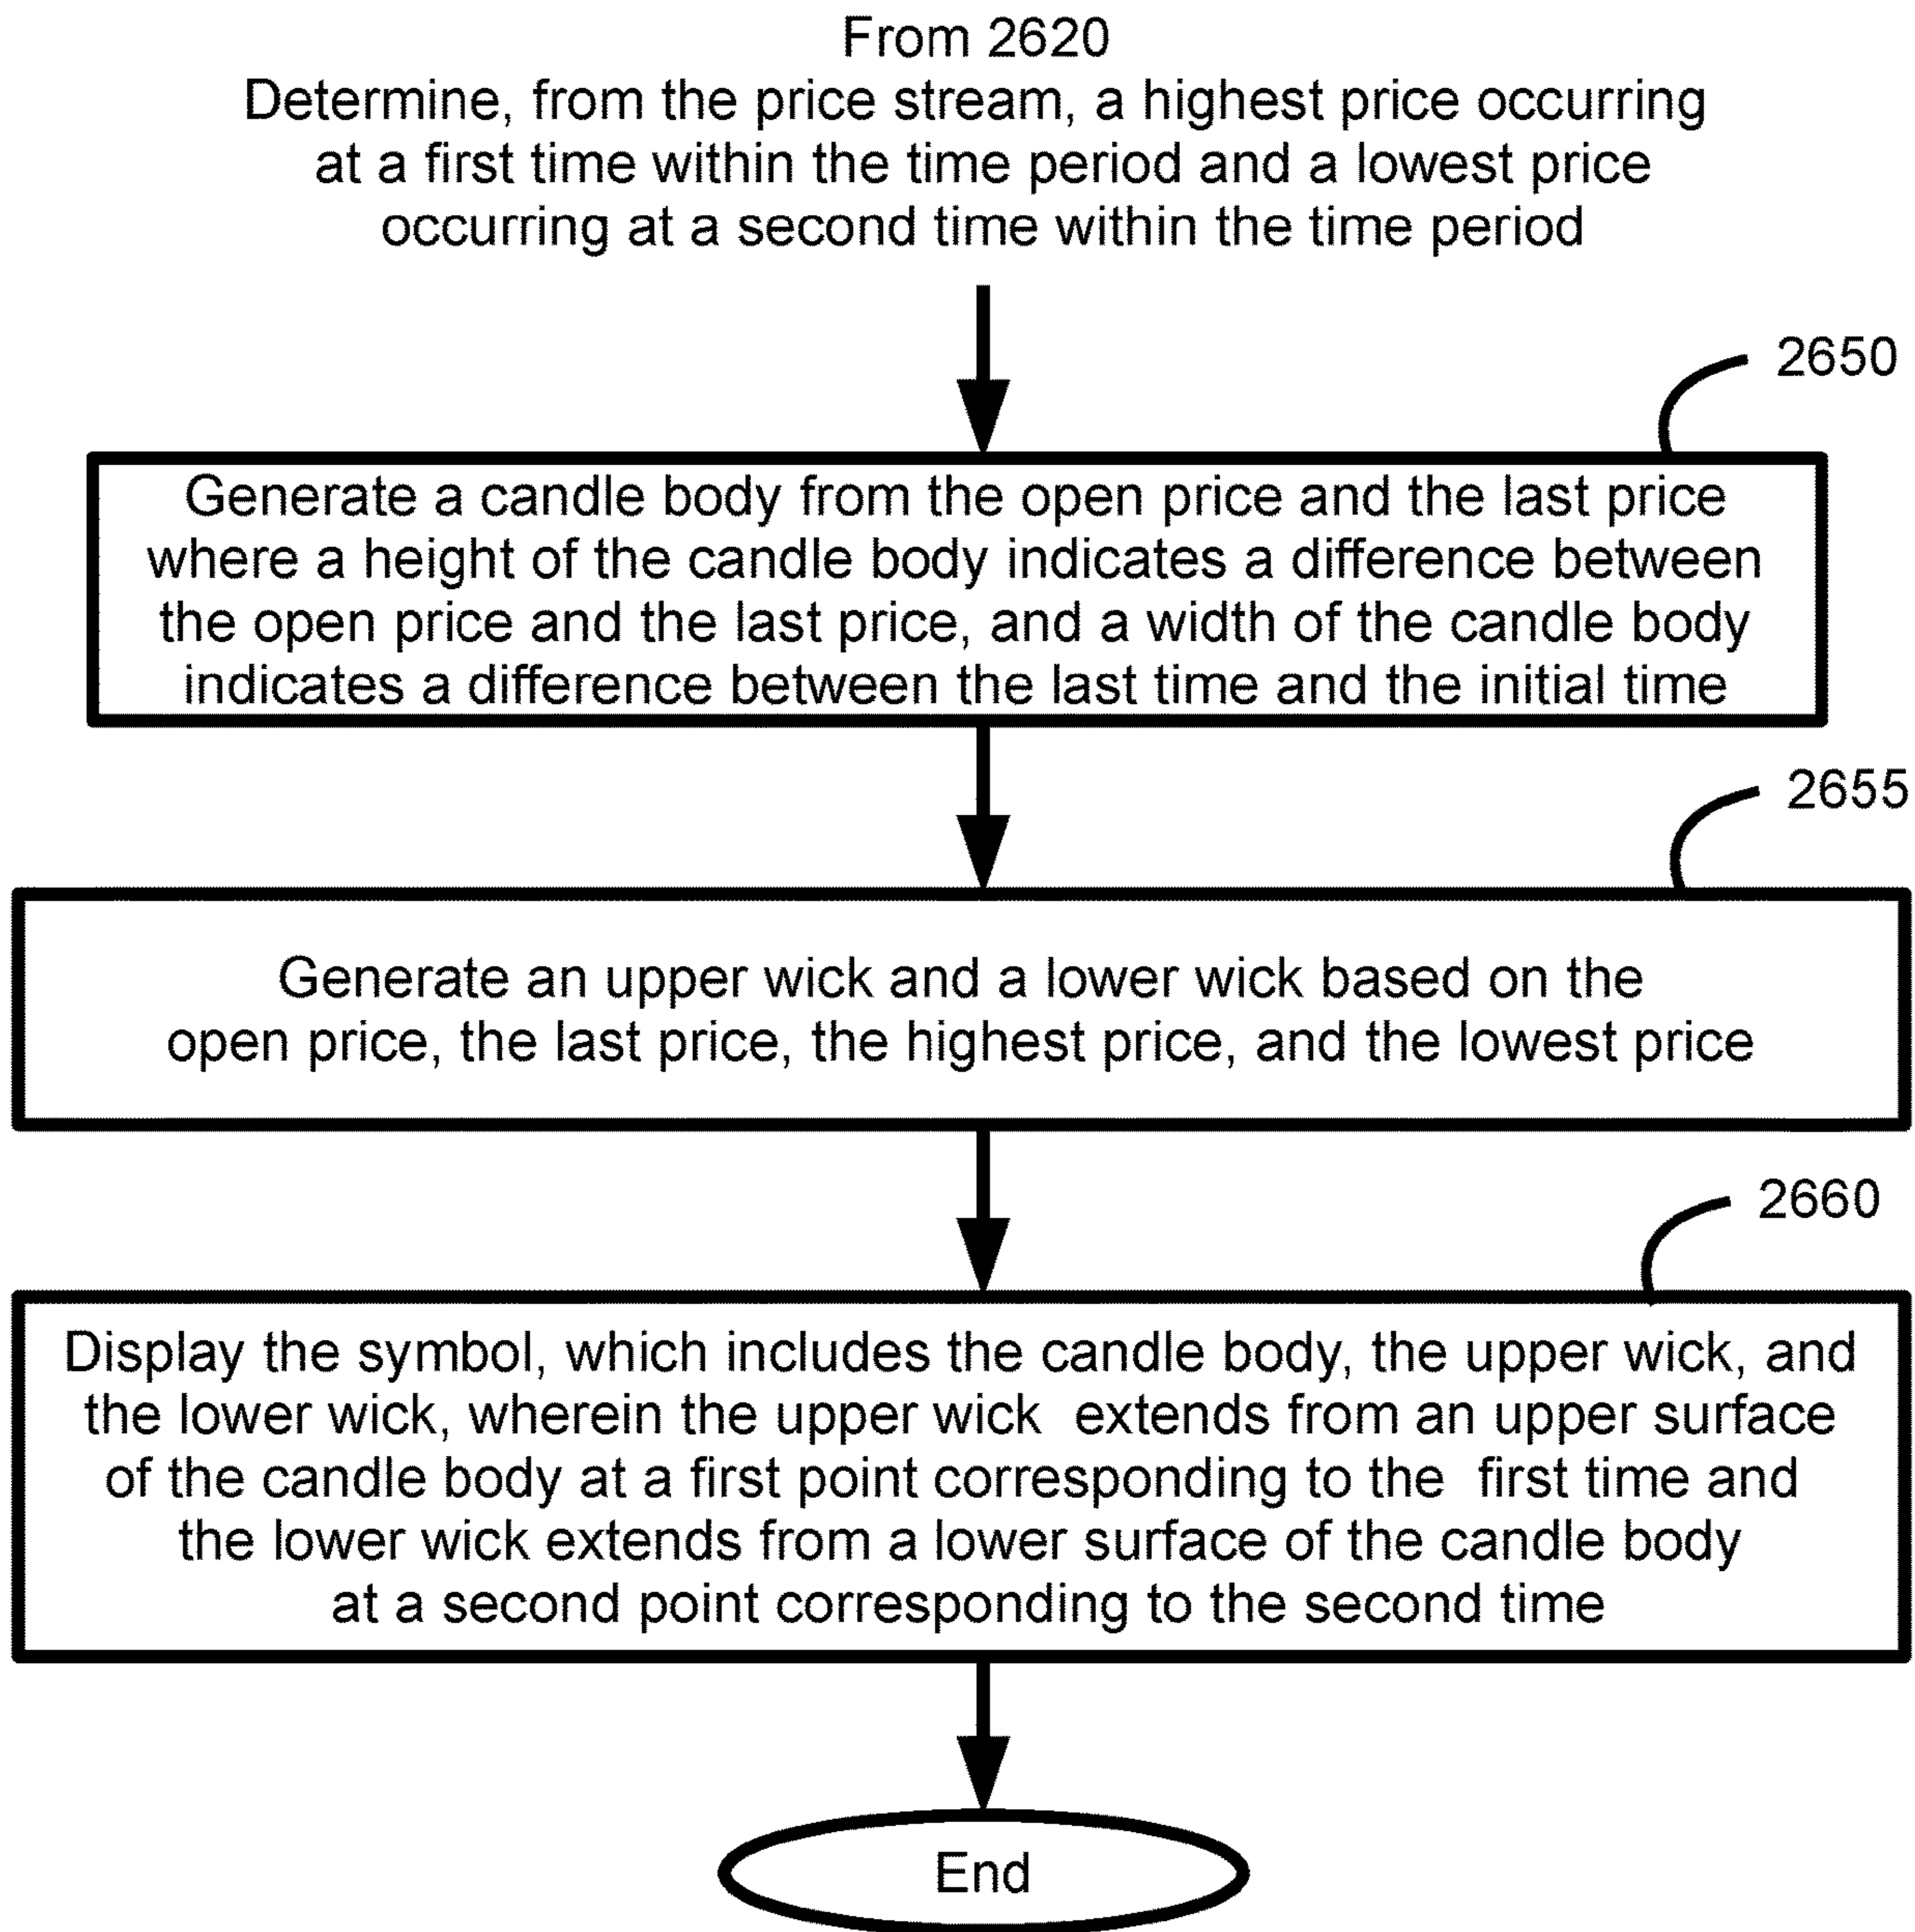 From 2620
Determine, from the price stream, a highest price occurring
at a first time within the time period and a lowest price
occurring at a second time within the time period
2650
Generate a candle body from the open price and the last price
where a height of the candle body indicates a difference between
the open price and the last price, and a width of the candle body
indicates a difference between the last time and the initial time
2655
Generate an upper wick and a lower wick based on the
open price, the last price, the highest price, and the lowest price
2660
Display the symbol, which includes the candle body, the upper wick, and
the lower wick, wherein the upper wick extends from an upper surface
of the candle body at a first point corresponding to the first time and
the lower wick extends from a lower surface of the candle body
at a second point corresponding to the second time
End